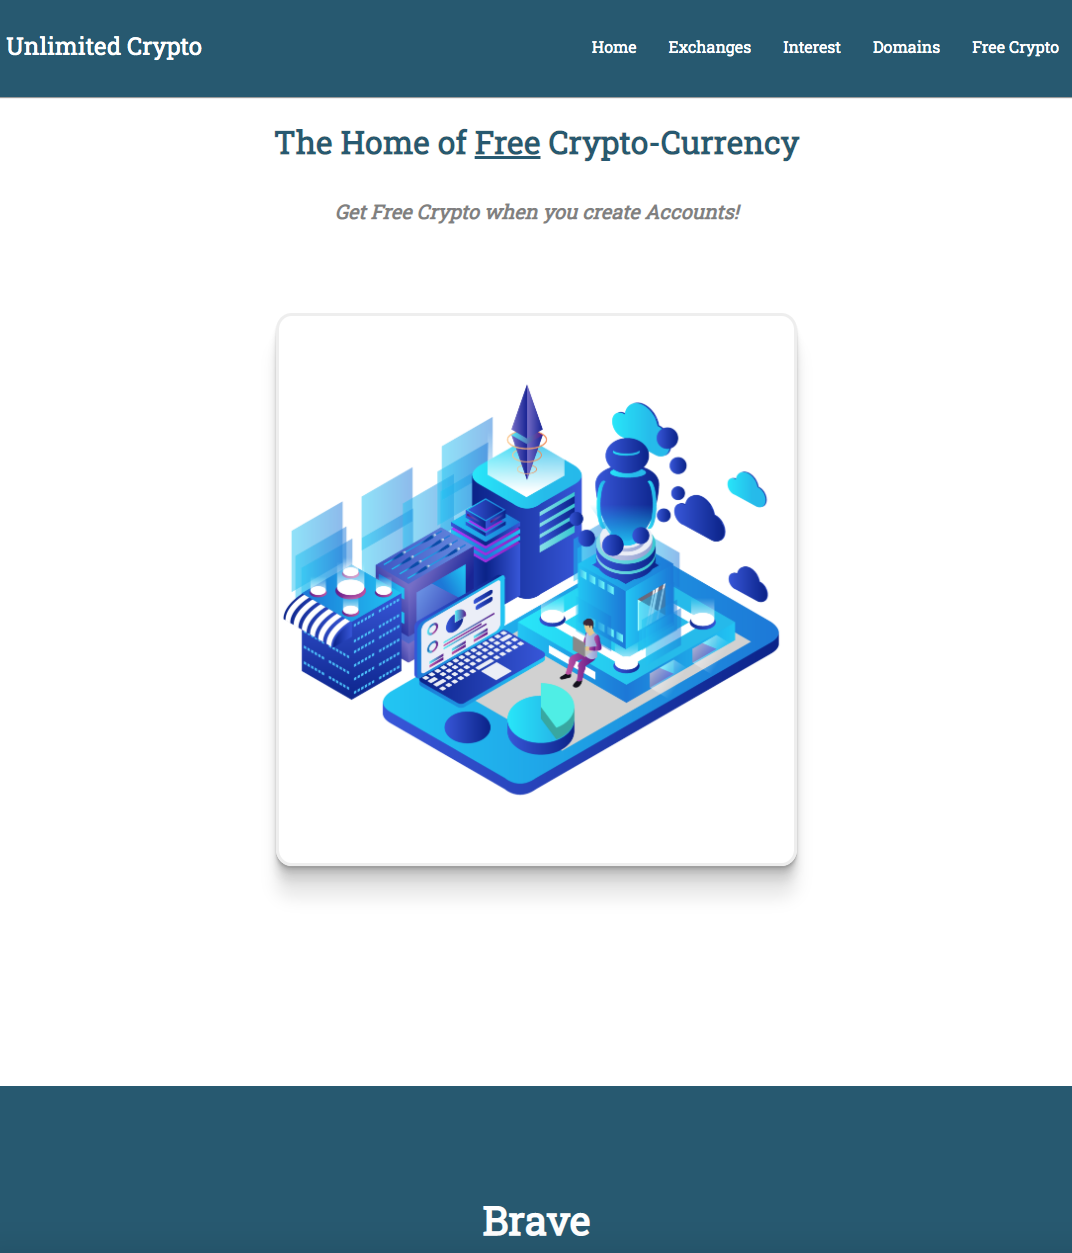 Unlimited Crypto
Home Exchanges Interest Domains Free Crypto
The Home of Free Crypto-Currency
Get Free Crypto when you create Accounts!
Brave